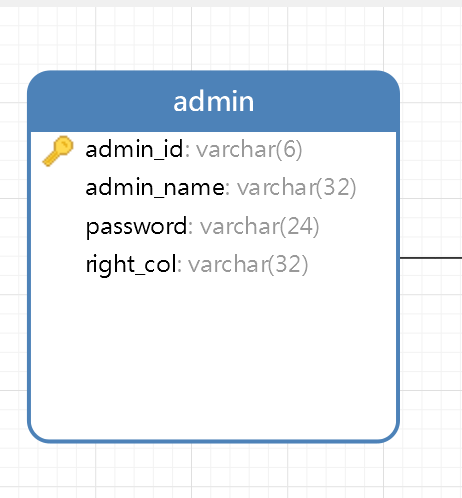 admin
admin_id: varchar(6)
admin_name: varchar(32)
password: varchar(24)
right_col: varchar(32)